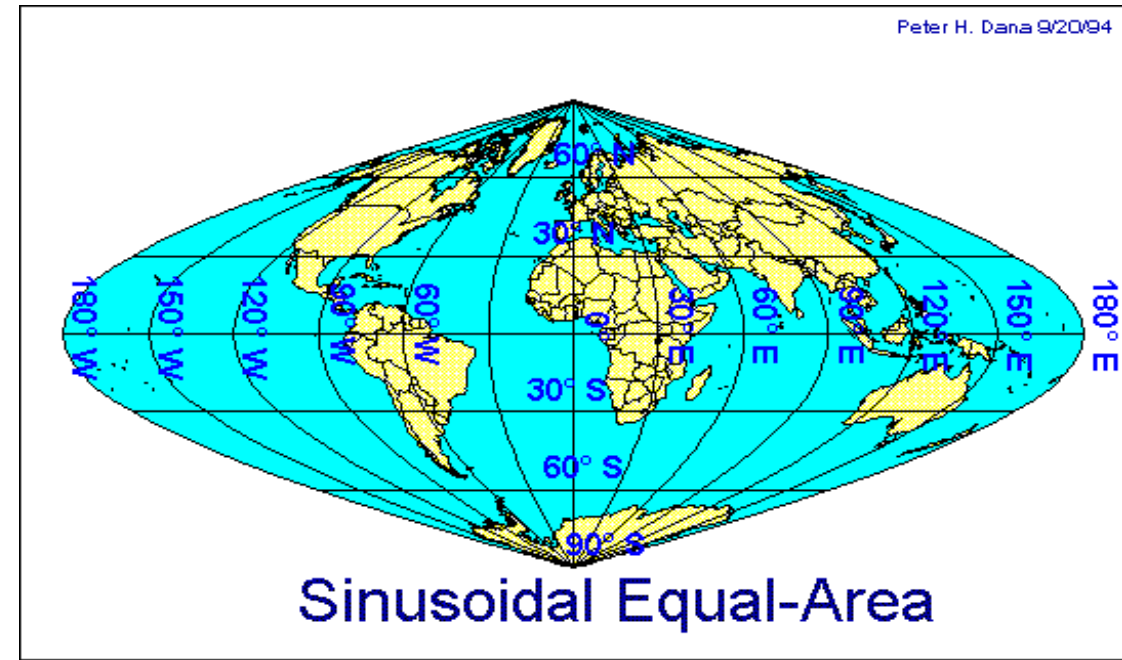 Peter H. Dana 9/20/94
60° N
30° N
180° W
150° W
120° W
90° W
60° W
0°
30° E
60° E
90° E
120° E
150° E
180° E
30° S
60° S
90° S
Sinusoidal Equal-Area